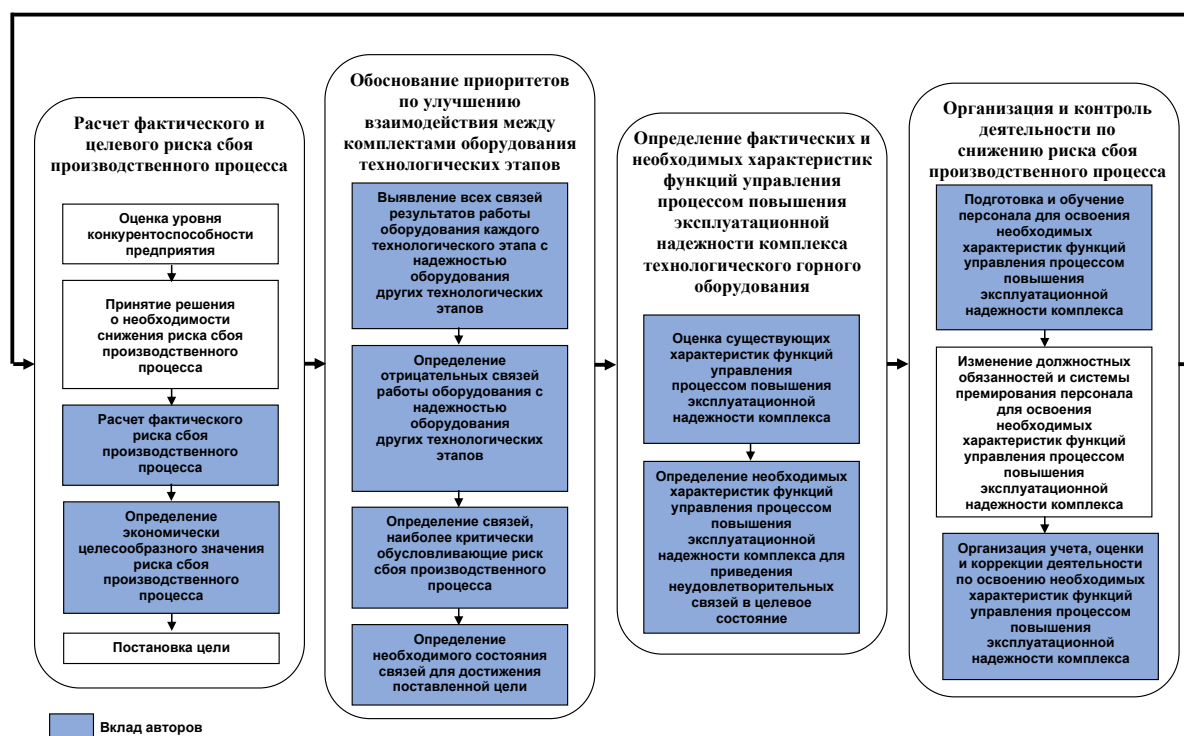 Расчет фактического и
целевого риска сбоя
производственного процесса
Оценка уровня
конкурентоспособности
предприятия
Принятие решения
о необходимости
снижения риска сбоя
производственного
процесса
Расчет фактического
риска сбоя
производственного
процесса
Определение
экономически
целесообразного значения
риска сбоя
производственного
процесса
Постановка цели
Обоснование приоритетов
по улучшению
взаимодействия между
комплектами оборудования
технологических этапов
Выявление всех связей
результатов работы
оборудования каждого
технологического этапа с
надежностью
оборудования
других технологических
этапов
Определение
отрицательных связей
работы оборудования с
надежностью
оборудования
других технологических
этапов
Определение связей,
наиболее критически
обусловливающие риск
сбоя производственного
процесса
Определение
необходимого состояния
связей для достижения
поставленной цели
Определение фактических и
необходимых характеристик
функций управления
процессом повышения
эксплуатационной
надежности комплекса
технологического горного
оборудования
Оценка существующих
характеристик функций
управления
процессом повышения
эксплуатационной
надежности комплекса
Определение необходимых
характеристик функций
управления процессом
повышения
эксплуатационной
надежности комплекса для
приведения
неудовлетворительных
связей в целевое
состояние
Организация и контроль
деятельности по
снижению риска сбоя
производственного процесса
Подготовка и обучение
персонала для освоения
необходимых
характеристик функций
управления процессом
повышения
эксплуатационной
надежности комплекса
Изменение должностных
обязанностей и системы
премирования персонала
для освоения
необходимых
характеристик функций
управления процессом
повышения
эксплуатационной
надежности комплекса
Организация учета, оценки
и коррекции деятельности
по освоению необходимых
характеристик функций
управления процессом
повышения
эксплуатационной
надежности комплекса
Вклад авторов